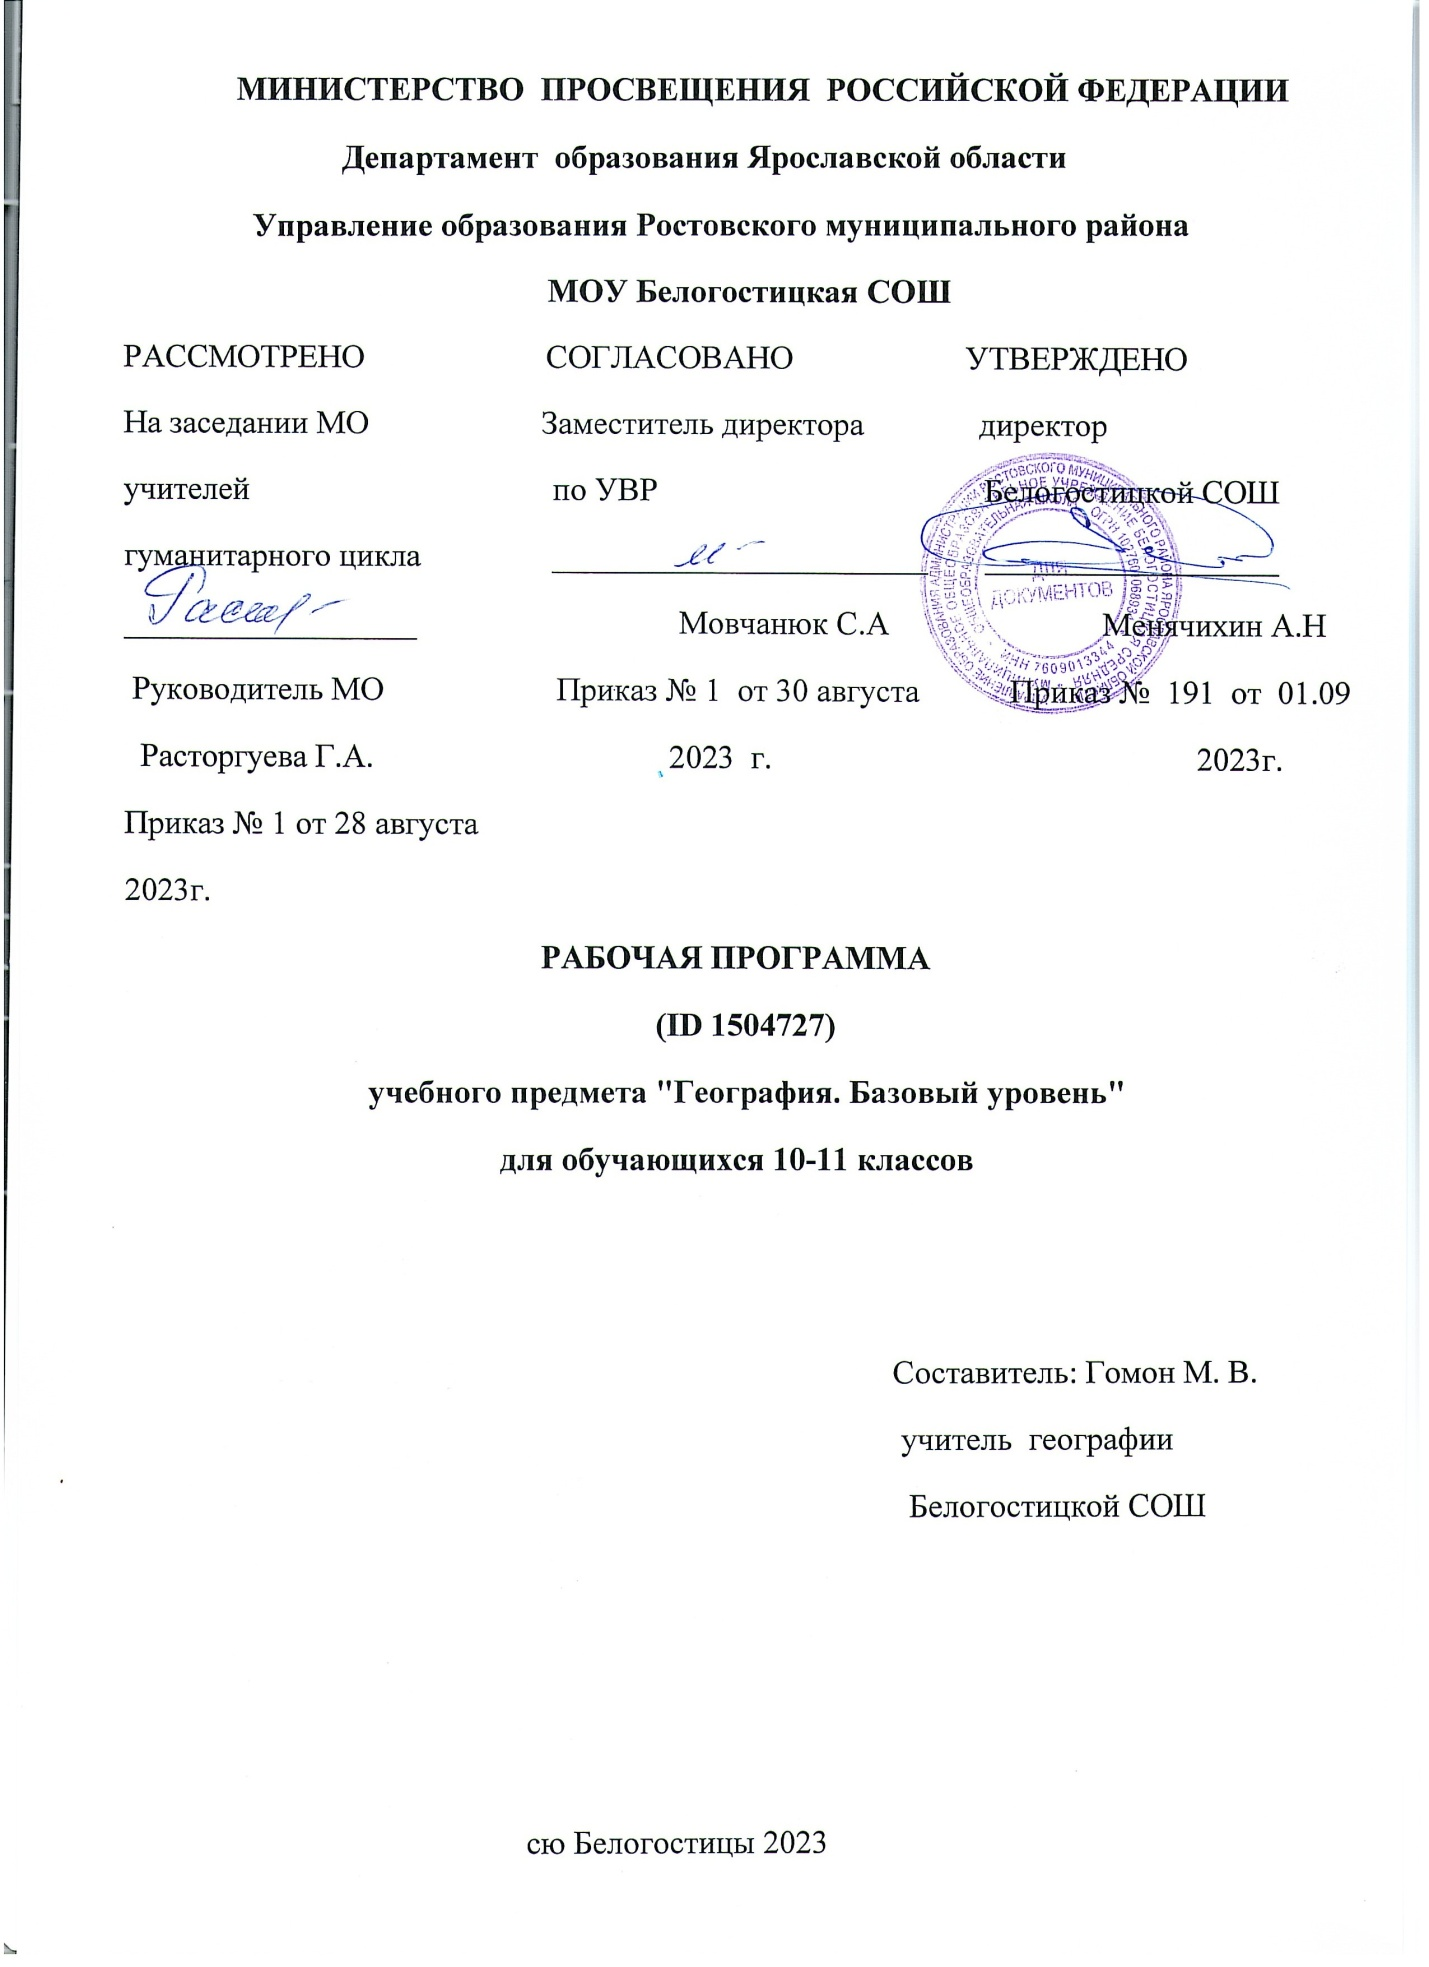 МИНИСТЕРСТВО ПРОСВЕЩЕНИЯ РОССИЙСКОЙ ФЕДЕРАЦИИ
Департамент образования Ярославской области
Управление образования Ростовского муниципального района
МОУ Белогостицкая СОШ
РАССМОТРЕНО
На заседании МО
учителей
гуманитарного цикла
Руководитель МО
Расторгуева Г.А.
Приказ № 1 от 28 августа
2023г.
СОГЛАСОВАНО
Заместитель директора
по УВР
Мовчанюк С.А
Приказ № 1 от 30 августа
2023 г.
УТВЕРЖДЕНО
директор
Белогостицкой СОШ
ДЛЯ
ДОКУМЕНТОВ
ИНН 7609013344
Менячихин А.Н
Приказ № 191 от 01.09
2023г.
РАБОЧАЯ ПРОГРАММА
(ID 1504727)
учебного предмета "География. Базовый уровень"
для обучающихся 10-11 классов
Составитель: Гомон М. В.
учитель географии
Белогостицкой СОШ
сю Белогостицы 2023